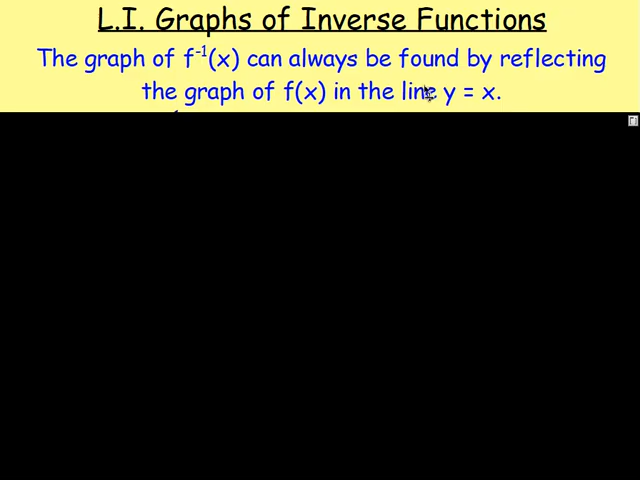 L.I. Graphs of Inverse Functions
The graph of f⁻¹(x) can always be found by reflecting
the graph of f(x) in the line y = x.